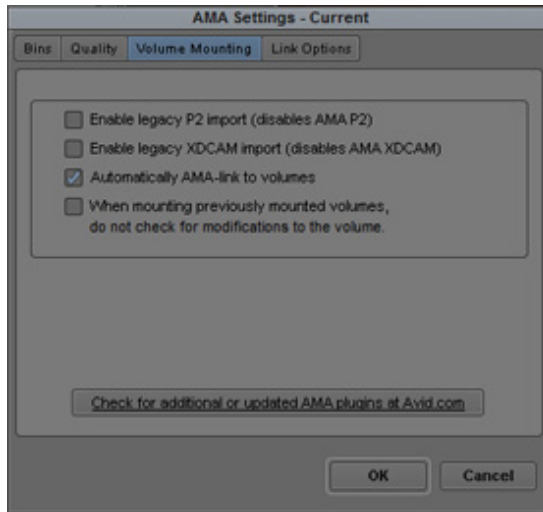 AMA Settings - Current
Bins Quality Volume Mounting Link Options
Enable legacy P2 import (disables AMA P2)
Enable legacy XDCAM import (disables AMA XDCAM)
Automatically AMA-link to volumes
When mounting previously mounted volumes,
do not check for modifications to the volume.
Check for additional or updated AMA plugins at Avid.com
OK Cancel